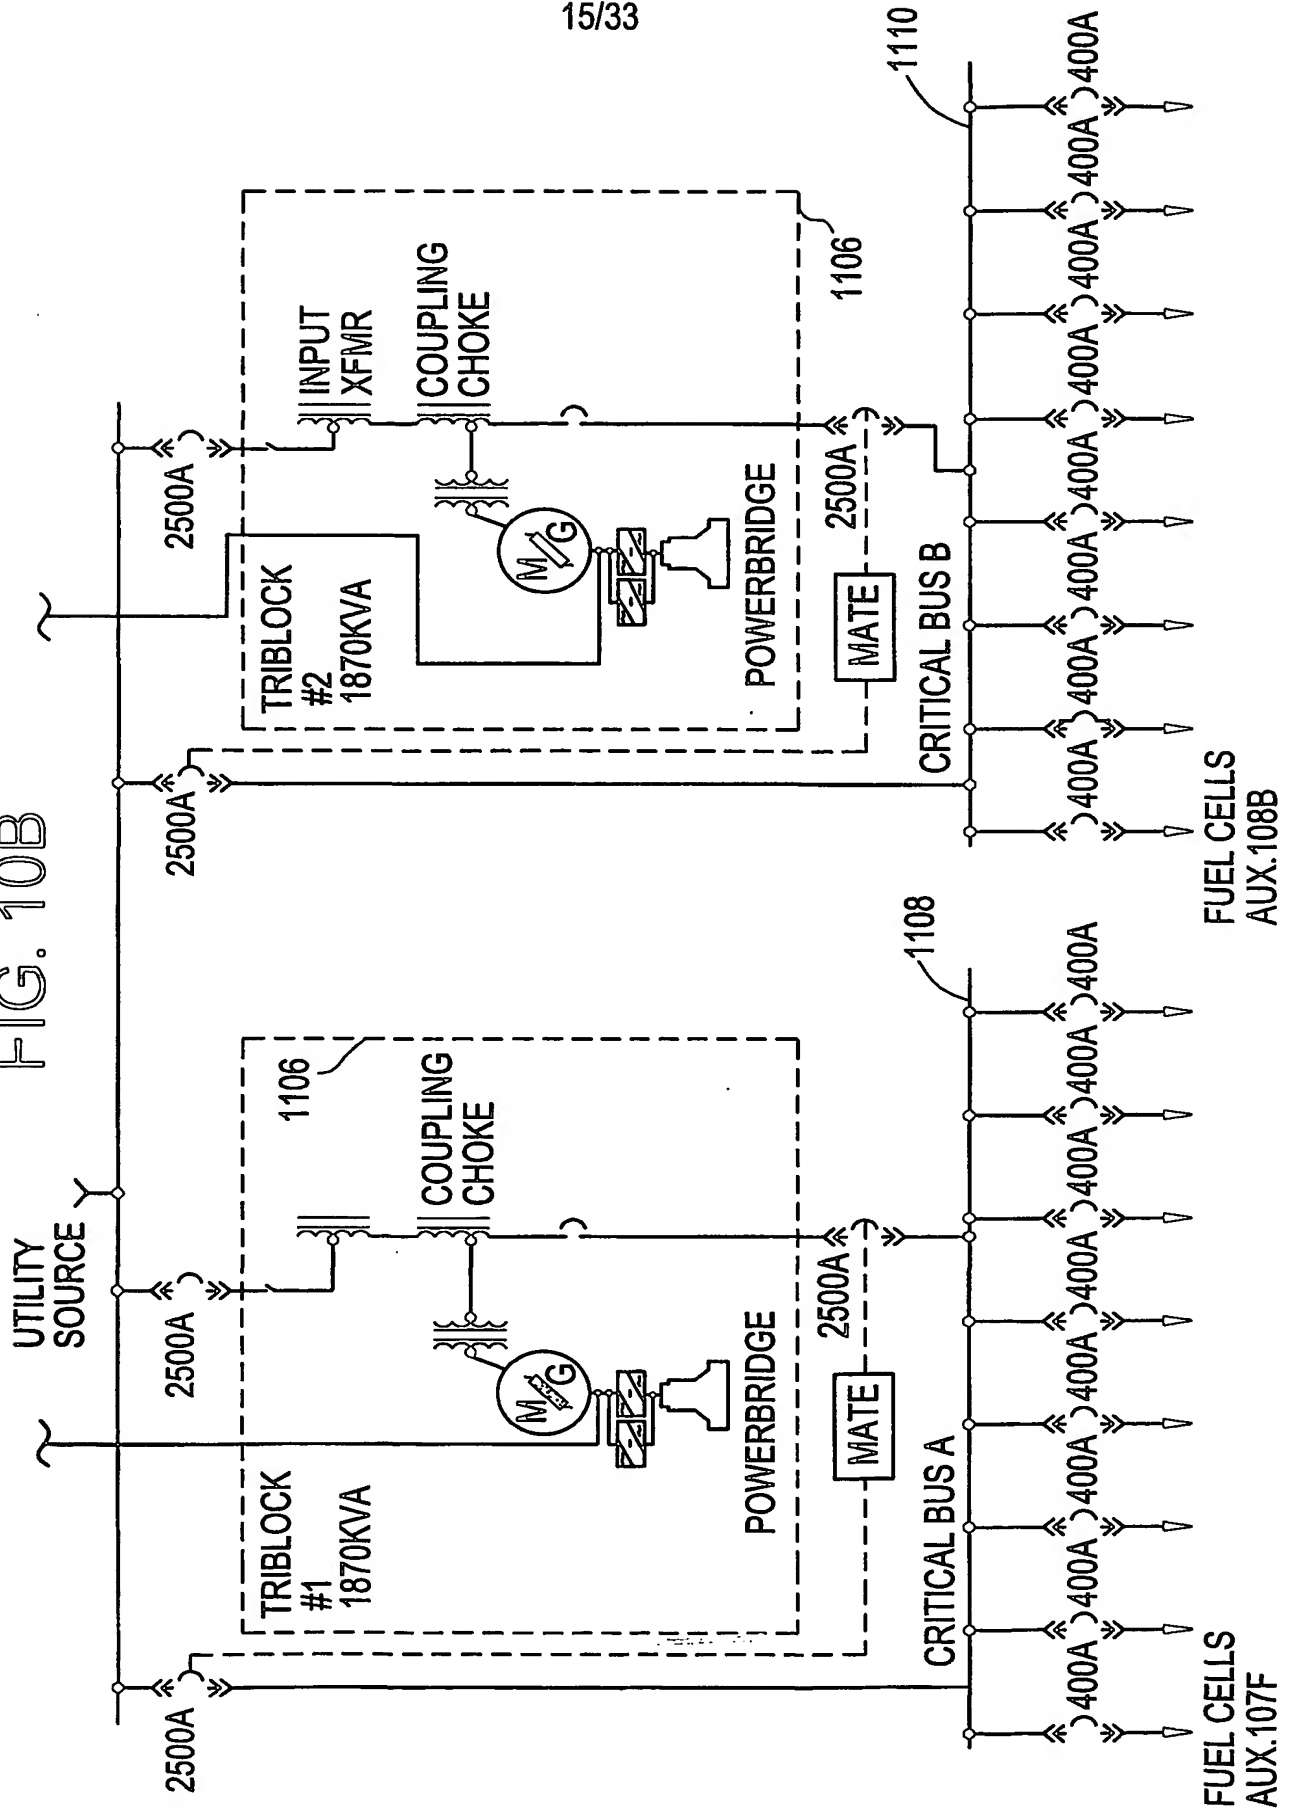 15/33
FIG. 10B
UTILITY
SOURCE
2500A
2500A
2500A
2500A
TRIBLOCK
#1
1870KVA
1106
COUPLING
CHOKE
M/G
POWERBRIDGE
2500A
MATE
CRITICAL BUS A
1108
400A
400A
400A
400A
400A
400A
400A
400A
FUEL CELLS
AUX.107F
TRIBLOCK
#2
1870KVA
INPUT
XFMR
COUPLING
CHOKE
M/G
POWERBRIDGE
1106
2500A
MATE
CRITICAL BUS B
1110
400A
400A
400A
400A
400A
400A
400A
400A
FUEL CELLS
AUX.108B